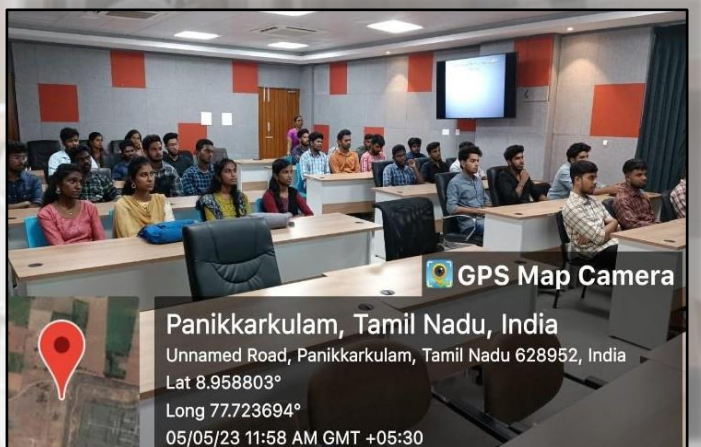 GPS Map Camera
Panikkarkulam, Tamil Nadu, India
Unnamed Road, Panikkarkulam, Tamil Nadu 628952, India
Lat 8.958803°
Long 77.723694°
05/05/23 11:58 AM GMT +05:30